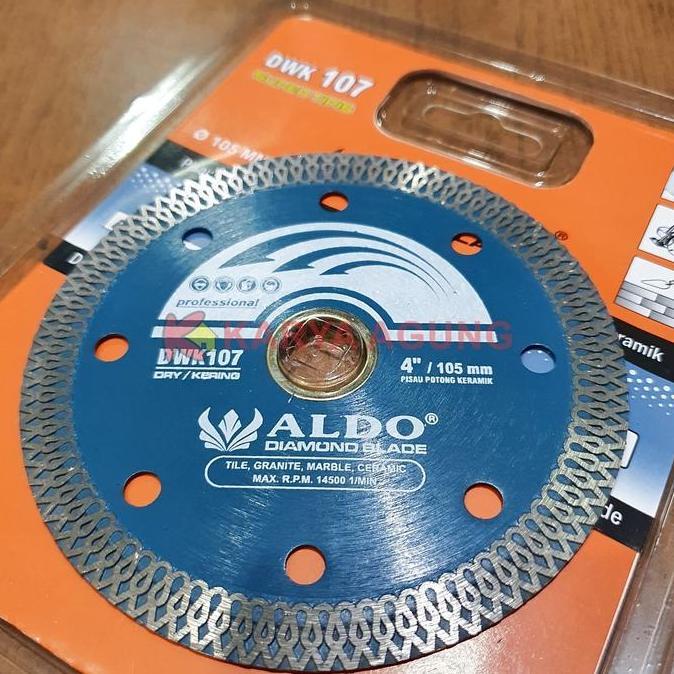 DWK 107
Ø 105 MM
professional
KARYA AGUNG
DWK107
DRY/KERING
4" / 105 mm
PISAU POTONG KERAMIK
ramik
ALDO®
DIAMOND BLADE
TILE, GRANITE, MARBLE, CERAMIC
MAX. R.P.M. 14500 1/MIN
de